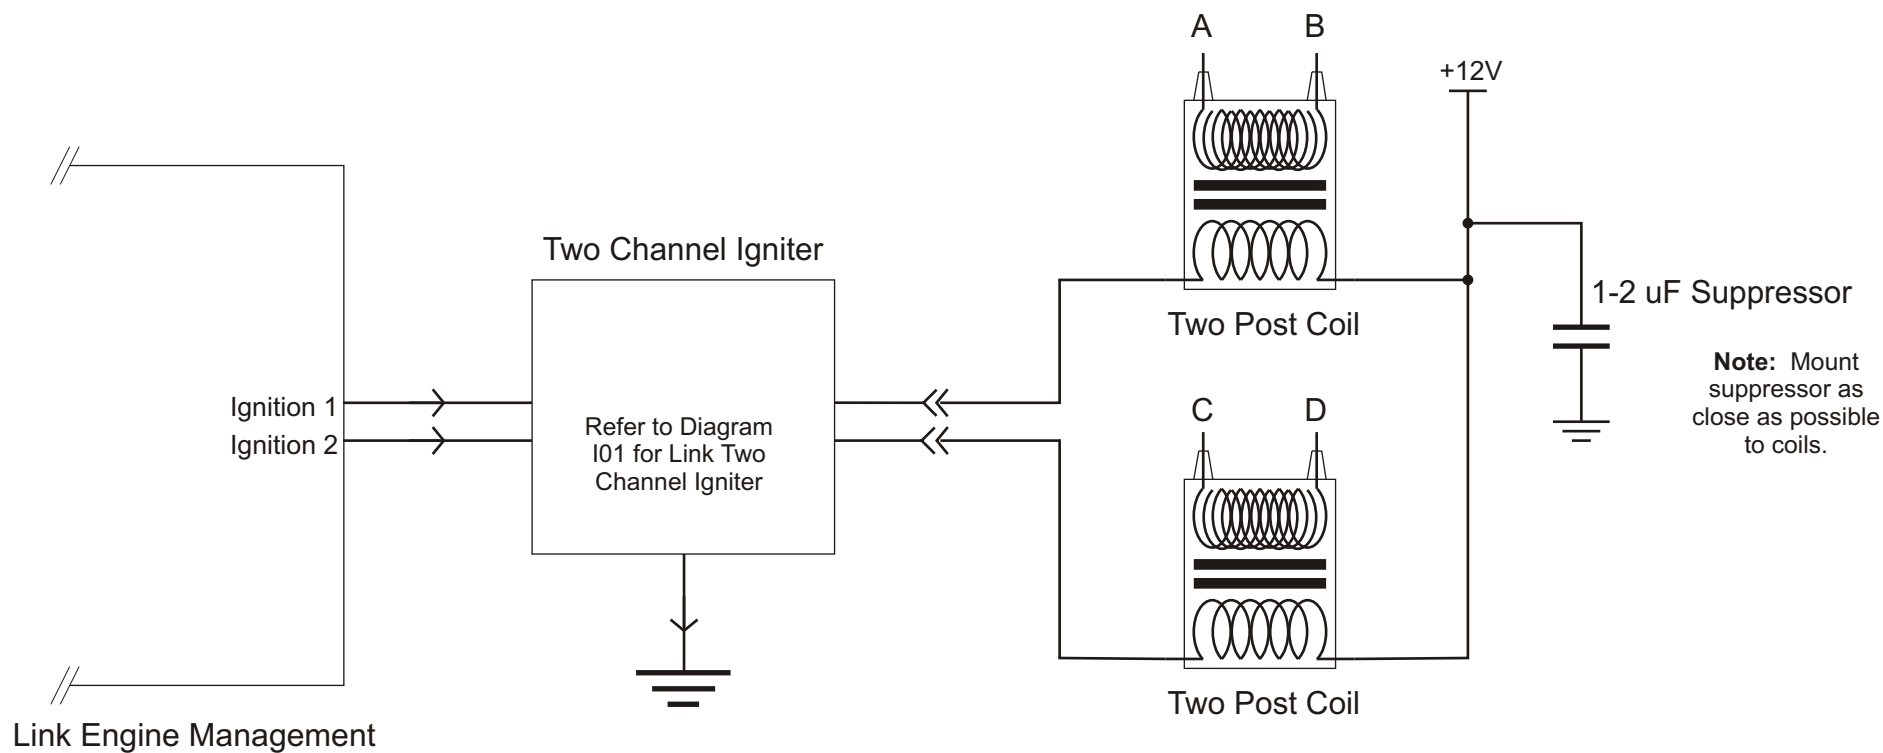 A
B
+12V
Two Channel Igniter
1-2 uF Suppressor
Two Post Coil
Note: Mount
suppressor as
close as possible
to coils.
Ignition 1
Ignition 2
Refer to Diagram
I01 for Link Two
Channel Igniter
C
D
Two Post Coil
Link Engine Management